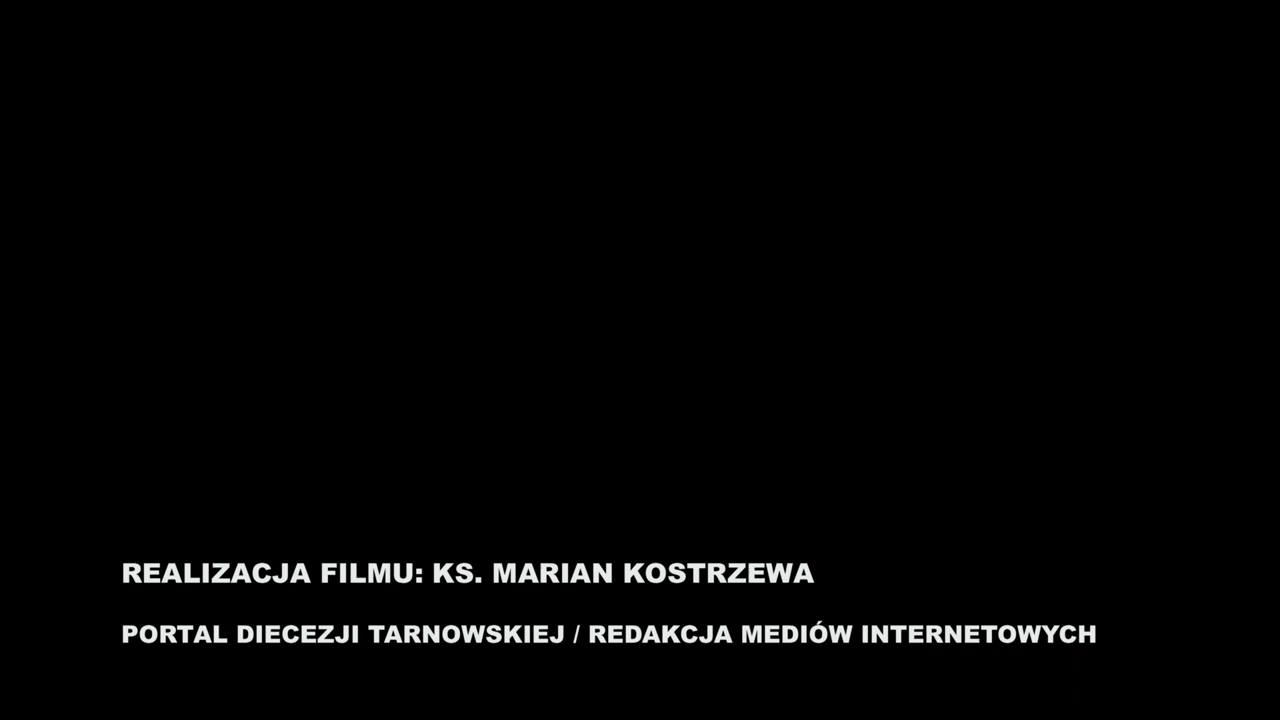 REALIZACJA FILMU: KS. MARIAN KOSTRZEWA
PORTAL DIECEZJI TARNOWSKIEJ / REDAKCJA MEDIÓW INTERNETOWYCH